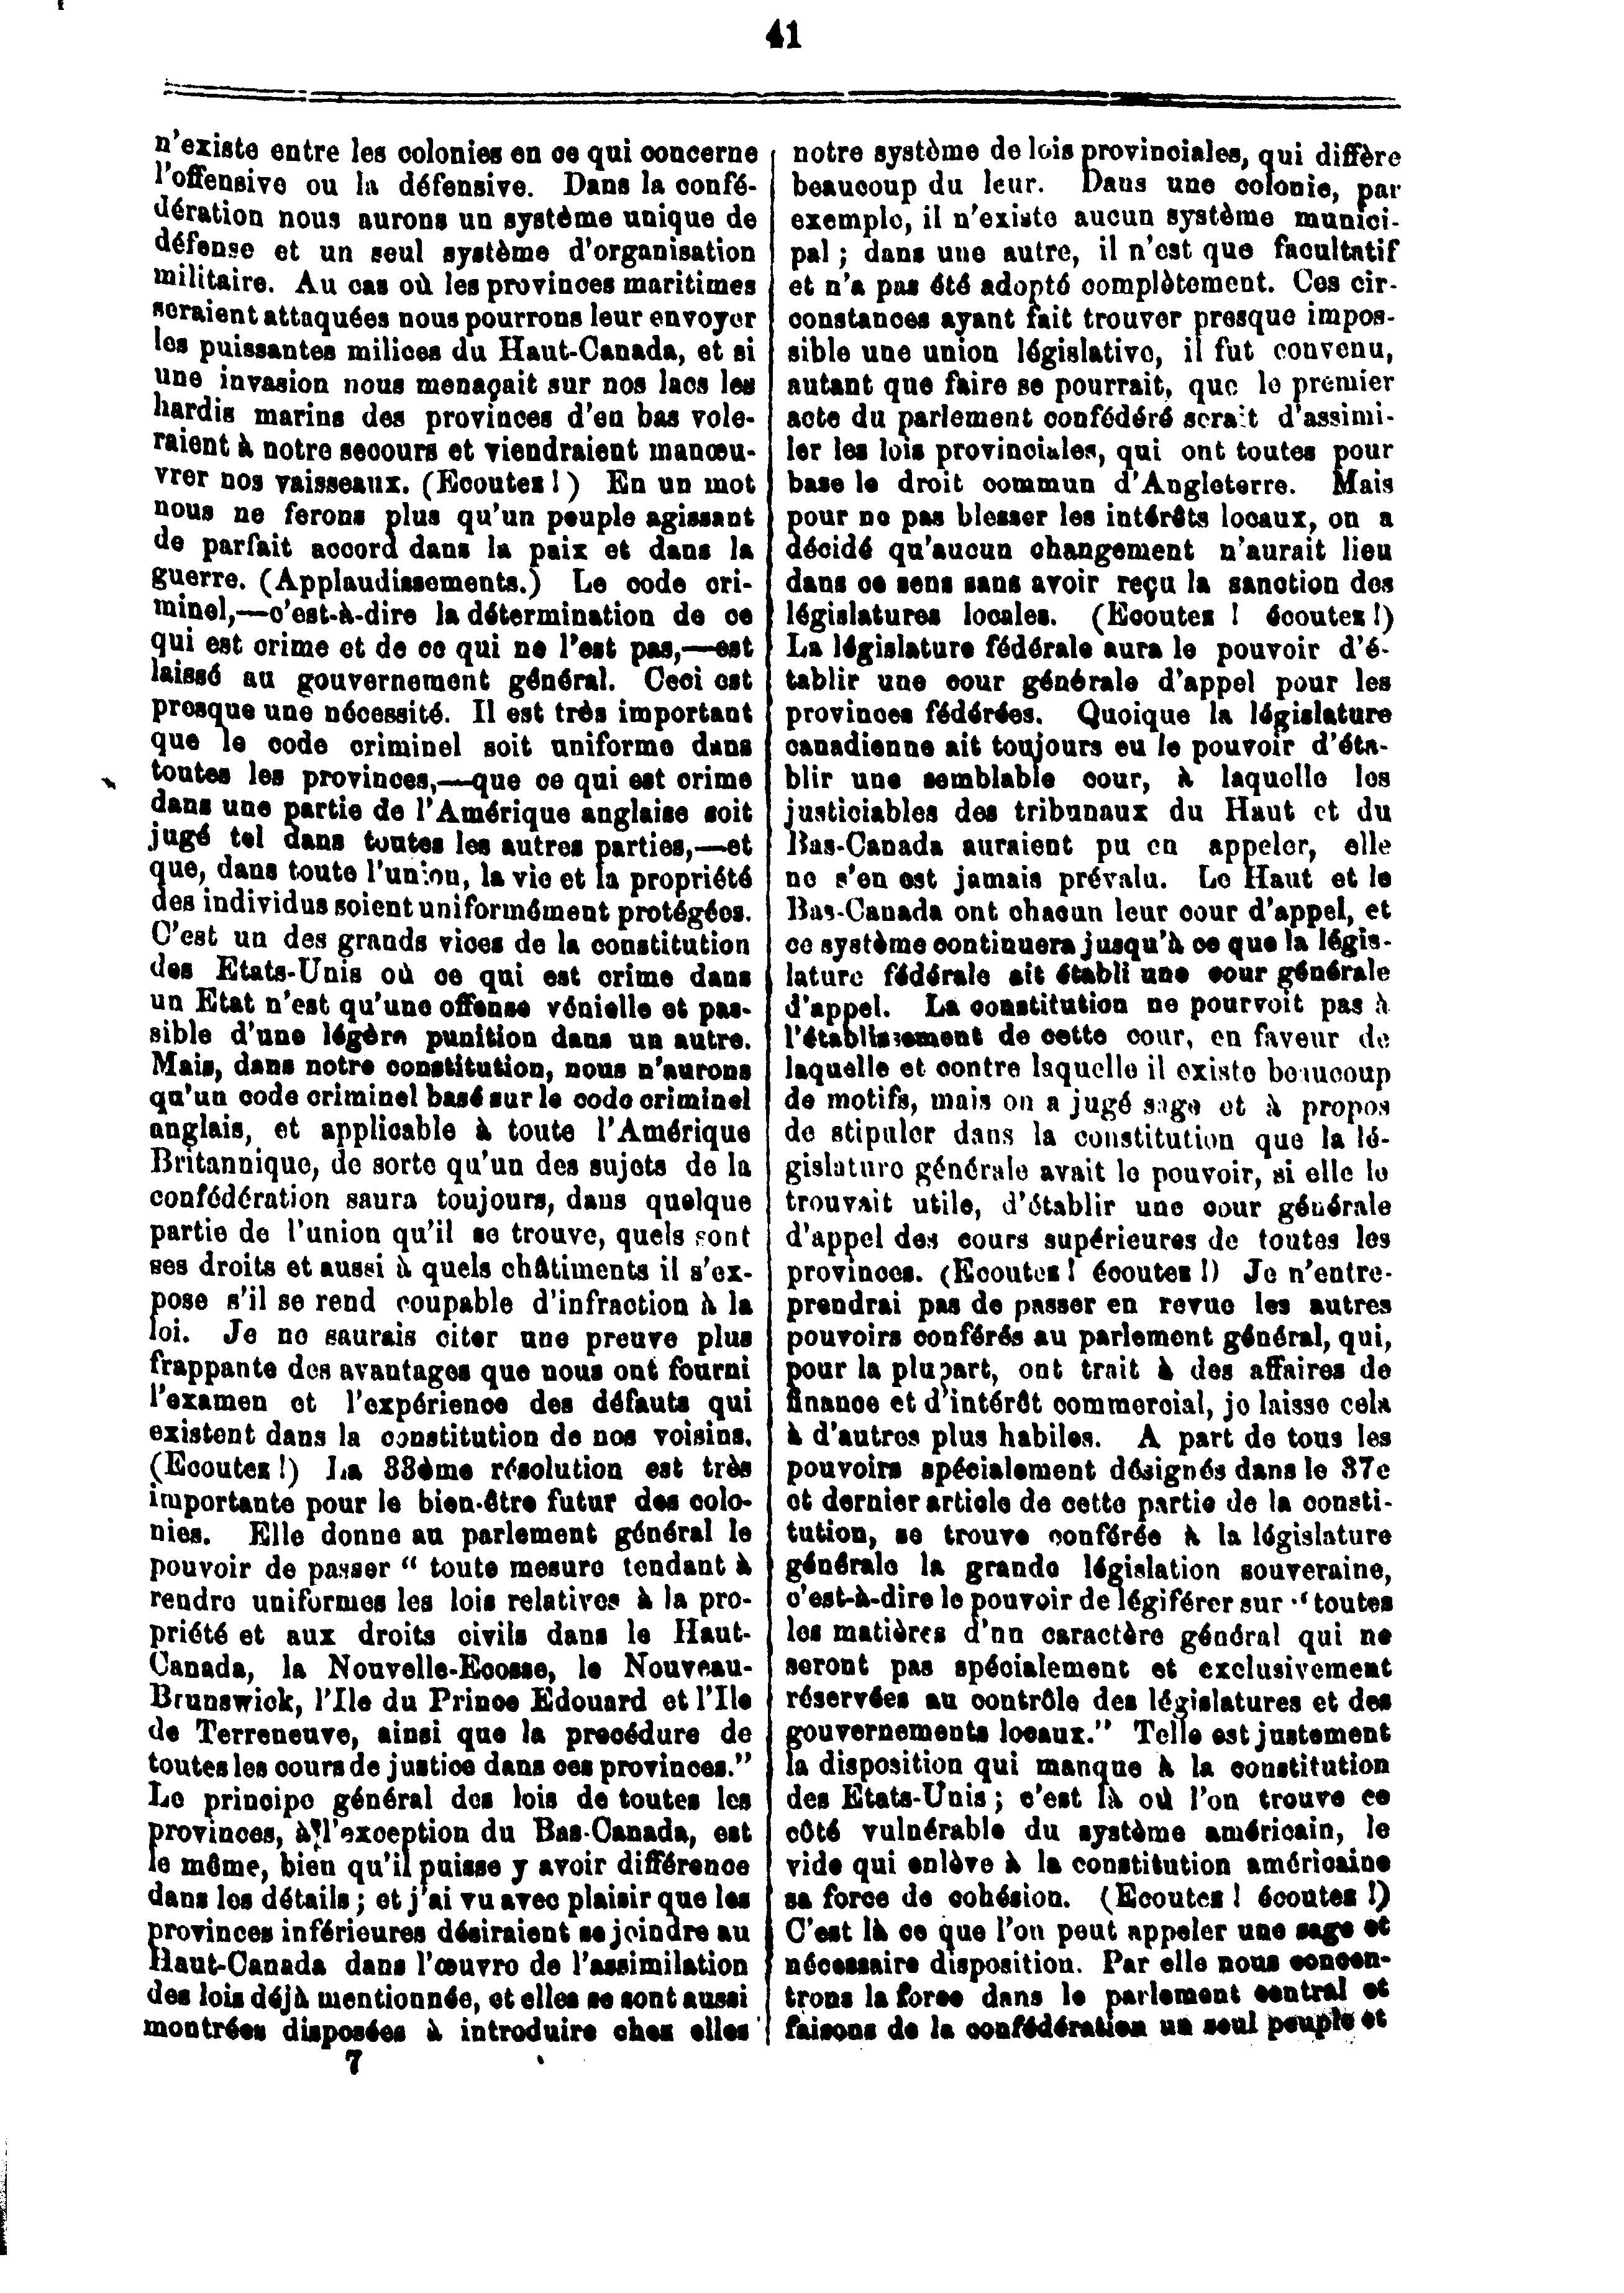 41
n'existe entre les colonies en ce qui concerne
l'offensive ou la défensive. Dans la confé-
dération nous aurons un système unique de
défense et un seul système d'organisation
militaire. Au cas où les provinces maritimes
seraient attaquées nous pourrons leur envoyer
les puissantes milices du Haut-Canada, et si
une invasion nous menaçait sur nos lacs les
hardis marins des provinces d'en bas vole-
raient à notre secours et viendraient manœu-
vrer nos vaisseaux. (Ecoutez !) En un mot
nous ne ferons plus qu'un peuple agissant
de parfait accord dans la paix et dans la
guerre. (Applaudissements.) Le code cri-
minel,—c'est-à-dire la détermination de ce
qui est crime et de ce qui ne l'est pas,—est
laissé au gouvernement général. Ceci est
presque une nécessité. Il est très important
que le code criminel soit uniforme dans
toutes les provinces,—que ce qui est crime
dans une partie de l'Amérique anglaise soit
jugé tel dans toutes les autres parties,—et
que, dans toute l'union, la vie et la propriété
des individus soient uniformément protégées.
C'est un des grands vices de la constitution
des Etats-Unis où ce qui est crime dans
un Etat n'est qu'une offense vénielle et pas-
sible d'une légère punition dans un autre.
Mais, dans notre constitution, nous n'aurons
qu'un code criminel basé sur le code criminel
anglais, et applicable à toute l'Amérique
Britannique, de sorte qu'un des sujets de la
confédération saura toujours, dans quelque
partie de l'union qu'il se trouve, quels sont
ses droits et aussi à quels châtiments il s'ex-
pose s'il se rend coupable d'infraction à la
loi. Je ne saurais citer une preuve plus
frappante des avantages que nous ont fourni
l'examen et l'expérience des défauts qui
existent dans la constitution de nos voisins.
(Ecoutez !) La 33ème résolution est très
importante pour le bien-être futur des colo-
nies. Elle donne au parlement général le
pouvoir de passer “ toute mesure tendant à
rendre uniformes les lois relatives à la pro-
priété et aux droits civils dans le Haut-
Canada, la Nouvelle-Ecosse, le Nouveau-
Brunswick, l'Ile du Prince Edouard et l'Ile
de Terreneuve, ainsi que la procédure de
toutes les cours de justice dans ces provinces.”
Le principe général des lois de toutes les
provinces, à l'exception du Bas-Canada, est
le même, bien qu'il puisse y avoir différence
dans les détails ; et j'ai vu avec plaisir que les
provinces inférieures désiraient se joindre au
Haut-Canada dans l'œuvre de l'assimilation
des lois déjà mentionnée, et elles se sont aussi
montrées disposées à introduire chez elles
7
notre système de lois provinciales, qui diffère
beaucoup du leur. Dans une colonie, par
exemple, il n'existe aucun système munici-
pal ; dans une autre, il n'est que facultatif
et n'a pas été adopté complètement. Ces cir-
constances ayant fait trouver presque impos-
sible une union législative, il fut convenu,
autant que faire se pourrait, que le premier
acte du parlement confédéré serait d'assimi-
ler les lois provinciales, qui ont toutes pour
base le droit commun d'Angleterre. Mais
pour ne pas blesser les intérêts locaux, on a
décidé qu'aucun changement n'aurait lieu
dans ce sens sans avoir reçu la sanction des
législatures locales. (Ecoutez ! écoutez !)
La législature fédérale aura le pouvoir d'é-
tablir une cour générale d'appel pour les
provinces fédérées. Quoique la législature
canadienne ait toujours eu le pouvoir d'éta-
blir une semblable cour, à laquelle les
justiciables des tribunaux du Haut et du
Bas-Canada auraient pu en appeler, elle
ne s'en est jamais prévalu. Le Haut et le
Bas-Canada ont chacun leur cour d'appel, et
ce système continuera jusqu'à ce que la légis-
lature fédérale ait établi une cour générale
d'appel. La constitution ne pourvoit pas à
l'établissement de cette cour, en faveur de
laquelle et contre laquelle il existe beaucoup
de motifs, mais on a jugé sage et à propos
de stipuler dans la constitution que la lé-
gislature générale avait le pouvoir, si elle le
trouvait utile, d'établir une cour générale
d'appel des cours supérieures de toutes les
provinces. (Ecoutez ! écoutez !) Je n'entre-
prendrai pas de passer en revue les autres
pouvoirs conférés au parlement général, qui,
pour la plupart, ont trait à des affaires de
finance et d'intérêt commercial, je laisse cela
à d'autres plus habiles. A part de tous les
pouvoirs spécialement désignés dans le 37e
et dernier article de cette partie de la consti-
tution, se trouve conférée à la législature
générale la grande législation souveraine,
c'est-à-dire le pouvoir de légiférer sur “ toutes
les matières d'un caractère général qui ne
seront pas spécialement et exclusivement
réservées au contrôle des législatures et des
gouvernements locaux.” Telle est justement
la disposition qui manque à la constitution
des Etats-Unis ; c'est là où l'on trouve ce
côté vulnérable du système américain, le
vide qui enlève à la constitution américaine
sa force de cohésion. (Ecoutez ! écoutez !)
C'est là ce que l'on peut appeler une sage et
nécessaire disposition. Par elle nous concen-
trons la force dans le parlement central et
faisons de la confédération un seul peuple et